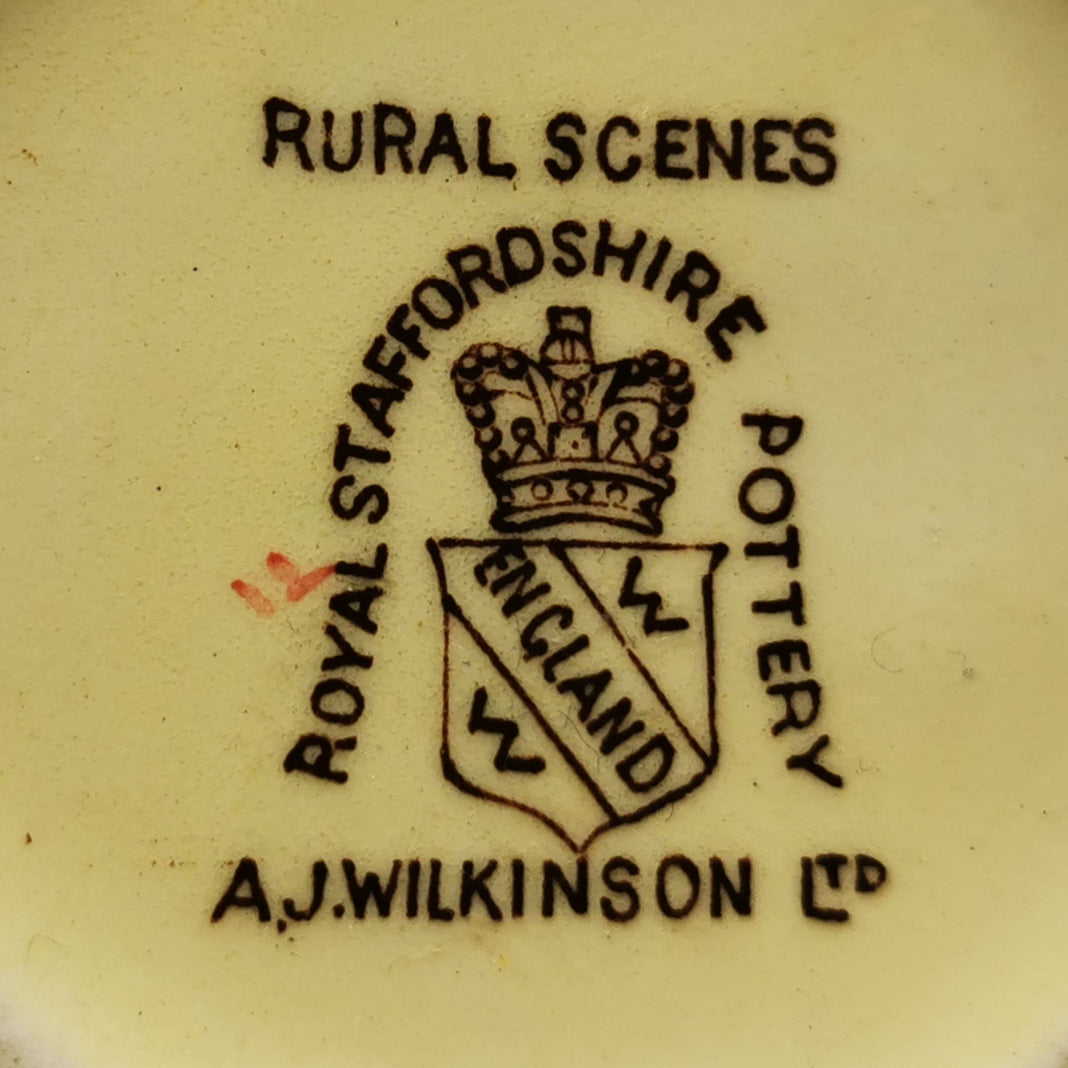 RURAL SCENES
ROYAL STAFFORDSHIRE POTTERY
ENGLAND
W
W
A.J. WILKINSON LTD